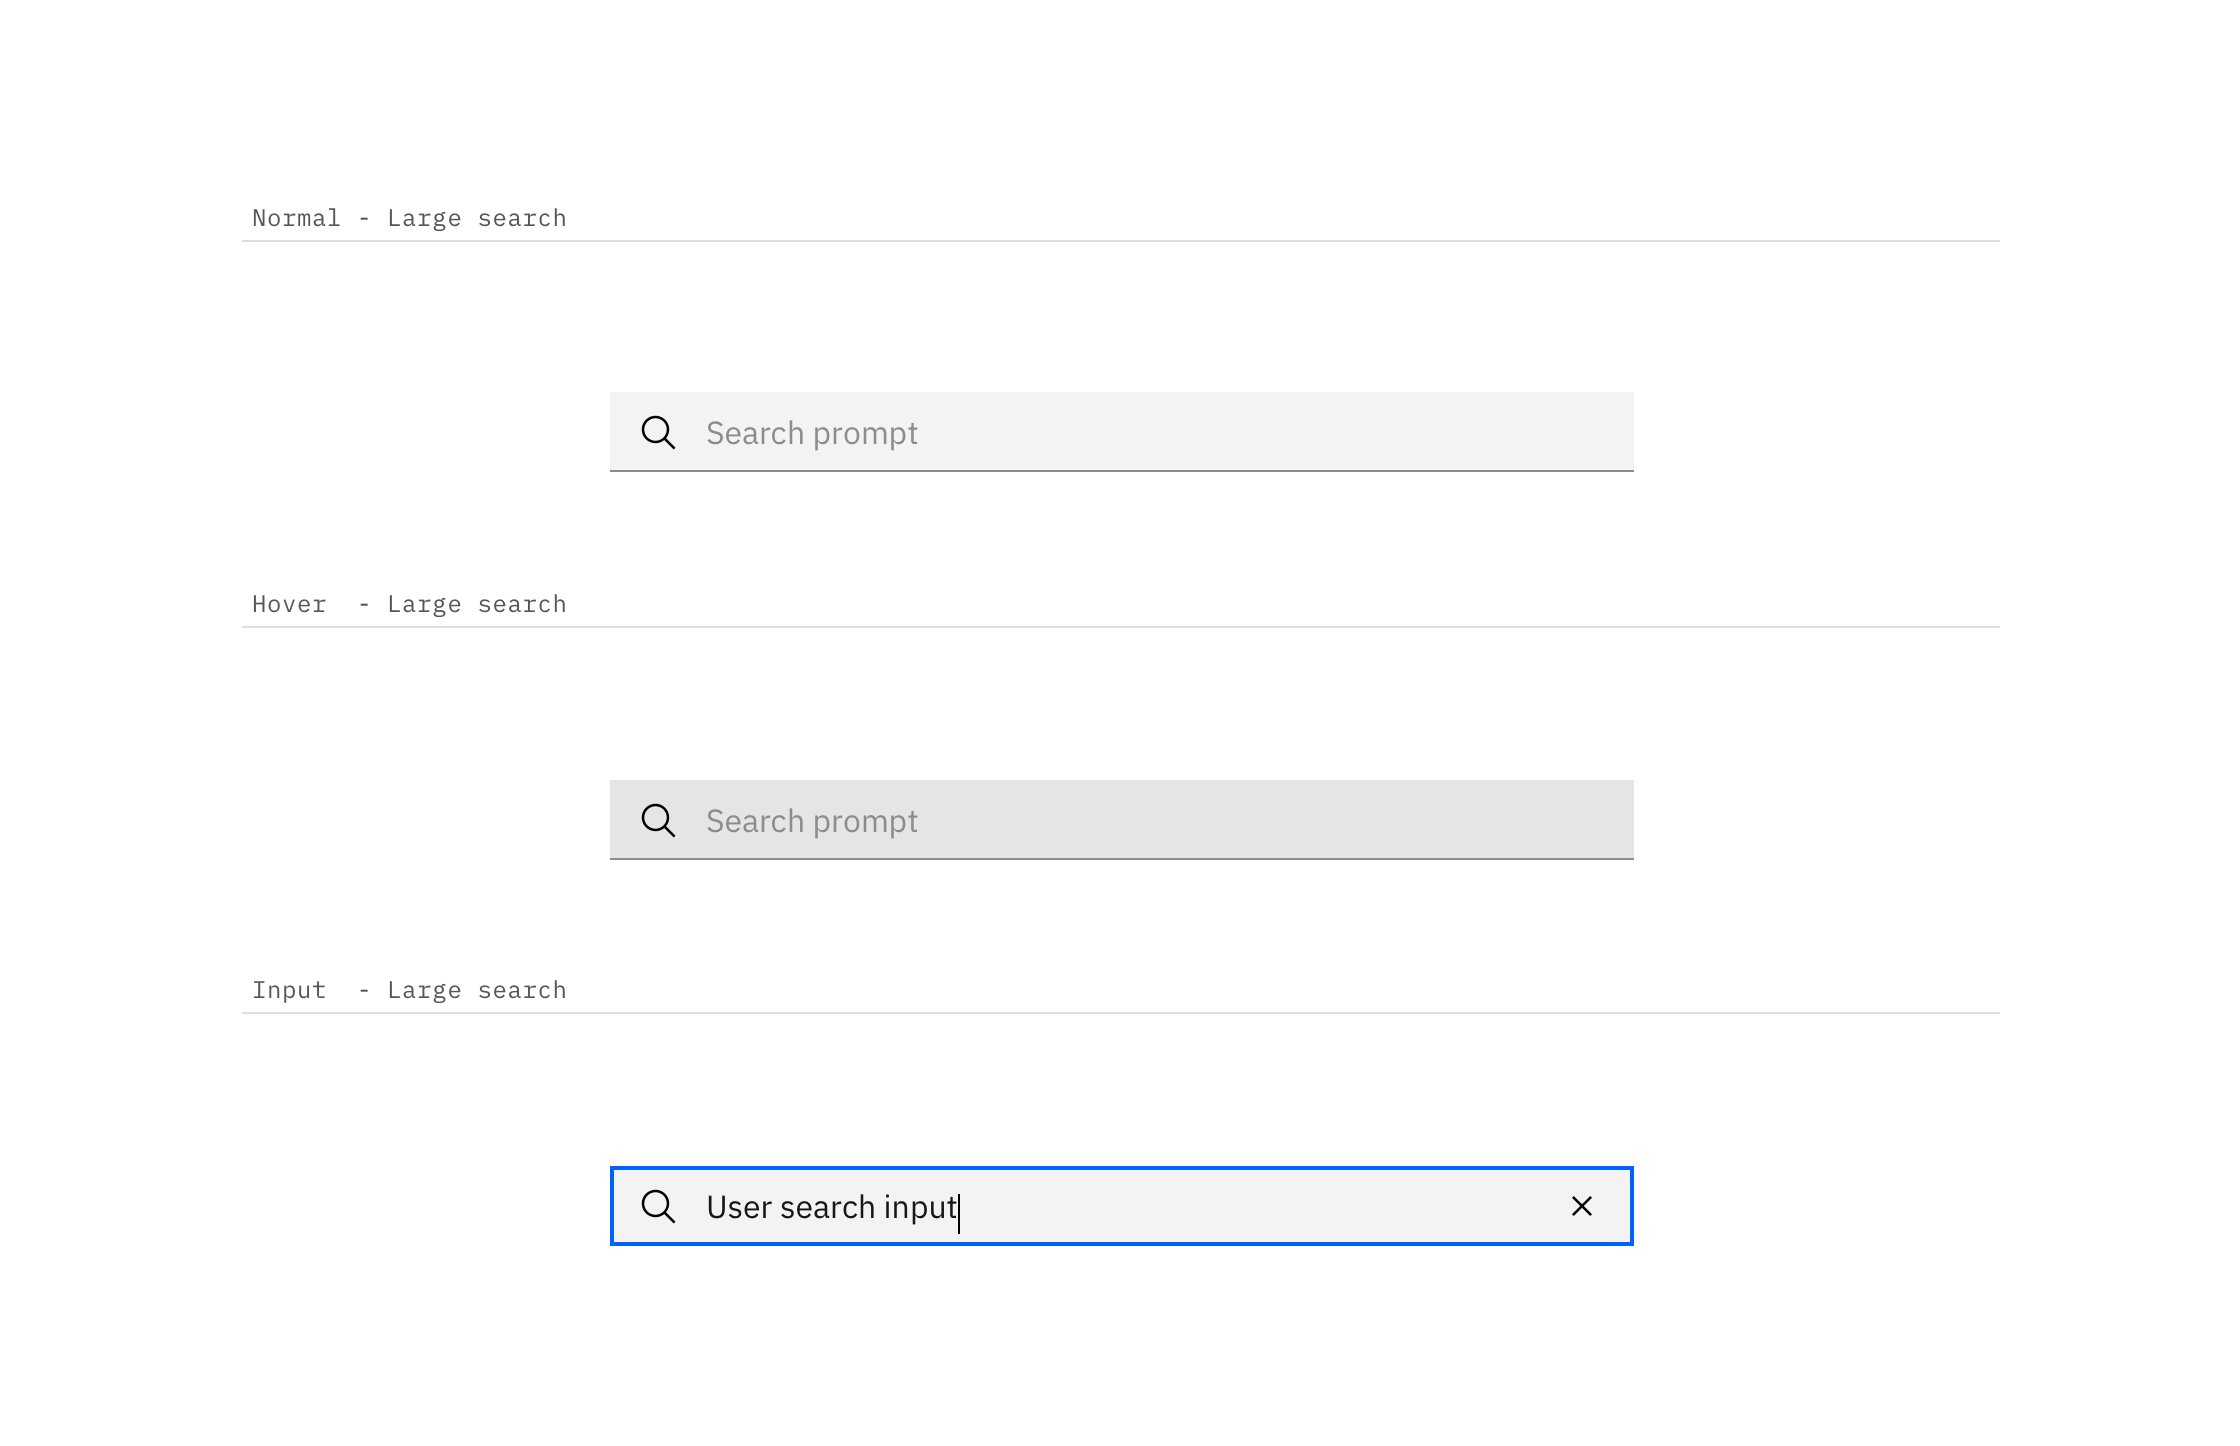 Normal - Large search
Search prompt
Hover  - Large search
Search prompt
Input  - Large search
User search input